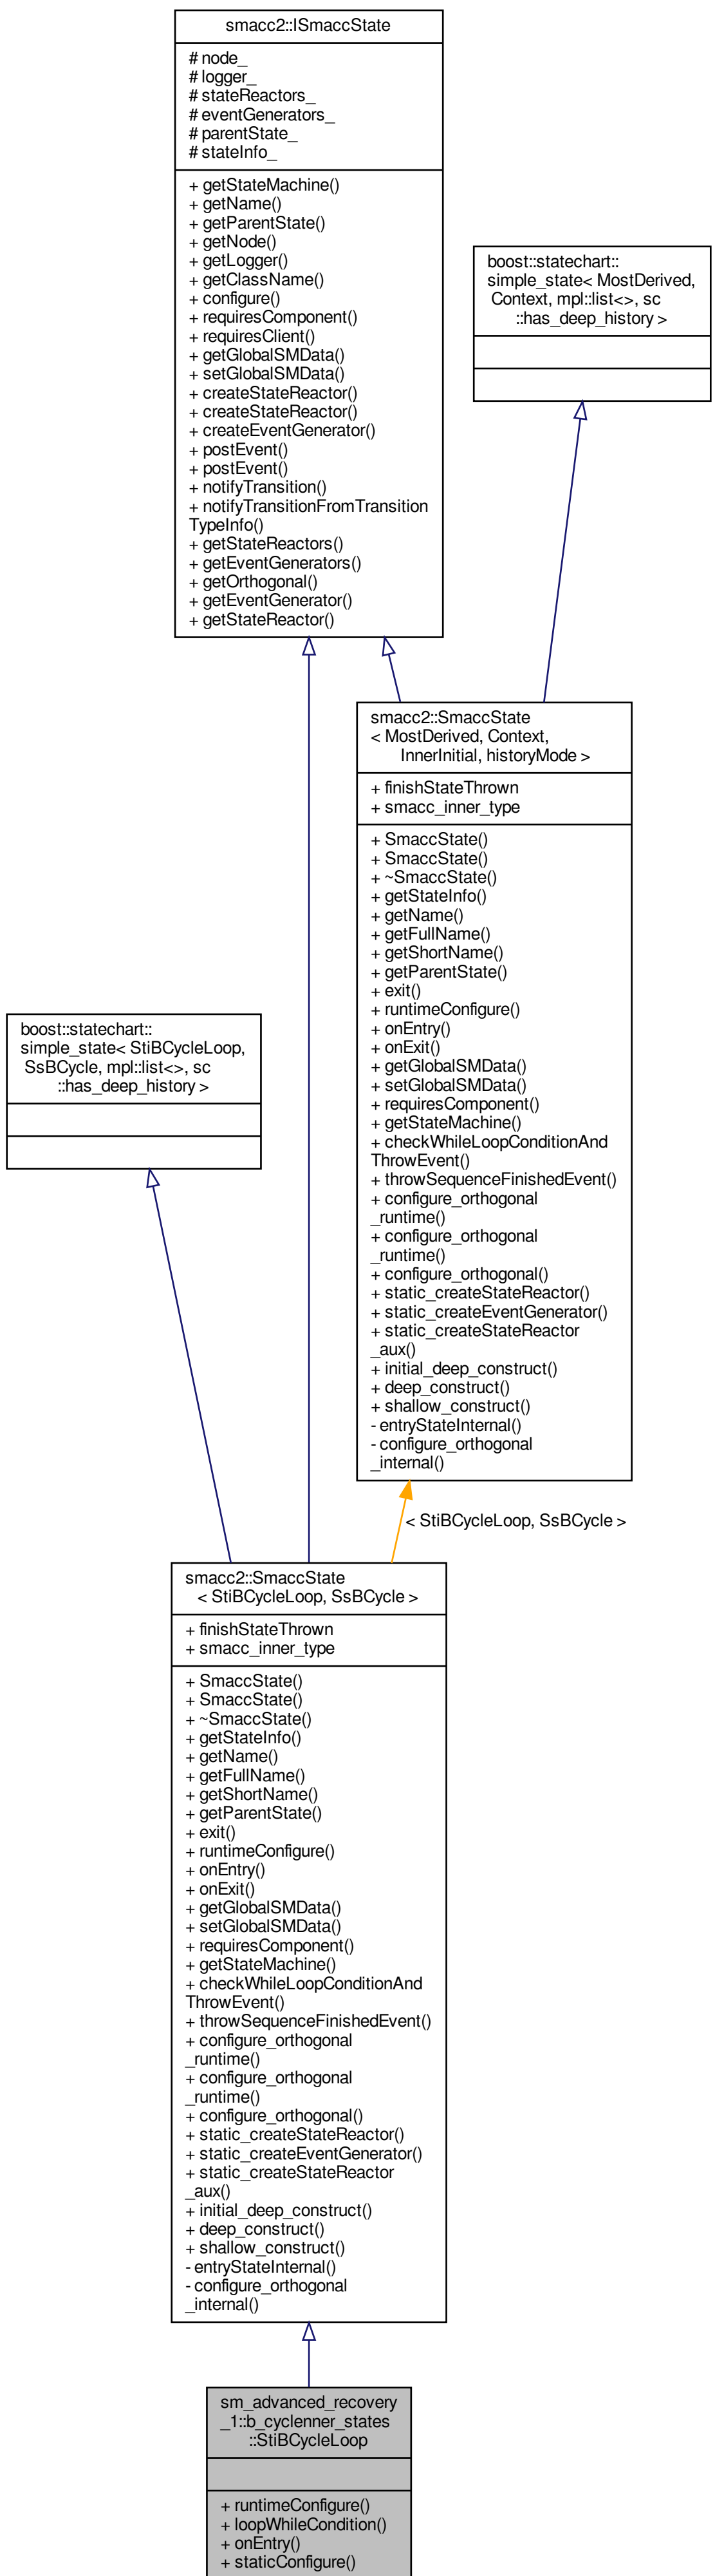 smacc2::ISmaccState
# node_
# logger_
# stateReactors_
# eventGenerators_
# parentState_
# stateInfo_
+ getStateMachine()
+ getName()
+ getParentState()
+ getNode()
+ getLogger()
+ getClassName()
+ configure()
+ requiresComponent()
+ requiresClient()
+ getGlobalSMData()
+ setGlobalSMData()
+ createStateReactor()
+ createStateReactor()
+ createEventGenerator()
+ postEvent()
+ postEvent()
+ notifyTransition()
+ notifyTransitionFromTransition
TypeInfo()
+ getStateReactors()
+ getEventGenerators()
+ getOrthogonal()
+ getEventGenerator()
+ getStateReactor()
boost::statechart::
simple_state< MostDerived,
Context, mpl::list<>, sc
::has_deep_history >
smacc2::SmaccState
< MostDerived, Context,
InnerInitial, historyMode >
+ finishStateThrown
+ smacc_inner_type
+ SmaccState()
+ SmaccState()
+ ~SmaccState()
+ getStateInfo()
+ getName()
+ getFullName()
+ getShortName()
+ getParentState()
+ exit()
+ runtimeConfigure()
+ onEntry()
+ onExit()
+ getGlobalSMData()
+ setGlobalSMData()
+ requiresComponent()
+ getStateMachine()
+ checkWhileLoopConditionAnd
ThrowEvent()
+ throwSequenceFinishedEvent()
+ configure_orthogonal
_runtime()
+ configure_orthogonal
_runtime()
+ configure_orthogonal()
+ static_createStateReactor()
+ static_createEventGenerator()
+ static_createStateReactor
_aux()
+ initial_deep_construct()
+ deep_construct()
+ shallow_construct()
- entryStateInternal()
- configure_orthogonal
_internal()
boost::statechart::
simple_state< StiBCycleLoop,
SsBCycle, mpl::list<>, sc
::has_deep_history >
< StiBCycleLoop, SsBCycle >
smacc2::SmaccState
< StiBCycleLoop, SsBCycle >
+ finishStateThrown
+ smacc_inner_type
+ SmaccState()
+ SmaccState()
+ ~SmaccState()
+ getStateInfo()
+ getName()
+ getFullName()
+ getShortName()
+ getParentState()
+ exit()
+ runtimeConfigure()
+ onEntry()
+ onExit()
+ getGlobalSMData()
+ setGlobalSMData()
+ requiresComponent()
+ getStateMachine()
+ checkWhileLoopConditionAnd
ThrowEvent()
+ throwSequenceFinishedEvent()
+ configure_orthogonal
_runtime()
+ configure_orthogonal
_runtime()
+ configure_orthogonal()
+ static_createStateReactor()
+ static_createEventGenerator()
+ static_createStateReactor
_aux()
+ initial_deep_construct()
+ deep_construct()
+ shallow_construct()
- entryStateInternal()
- configure_orthogonal
_internal()
sm_advanced_recovery
_1::b_cyclenner_states
::StiBCycleLoop
+ runtimeConfigure()
+ loopWhileCondition()
+ onEntry()
+ staticConfigure()